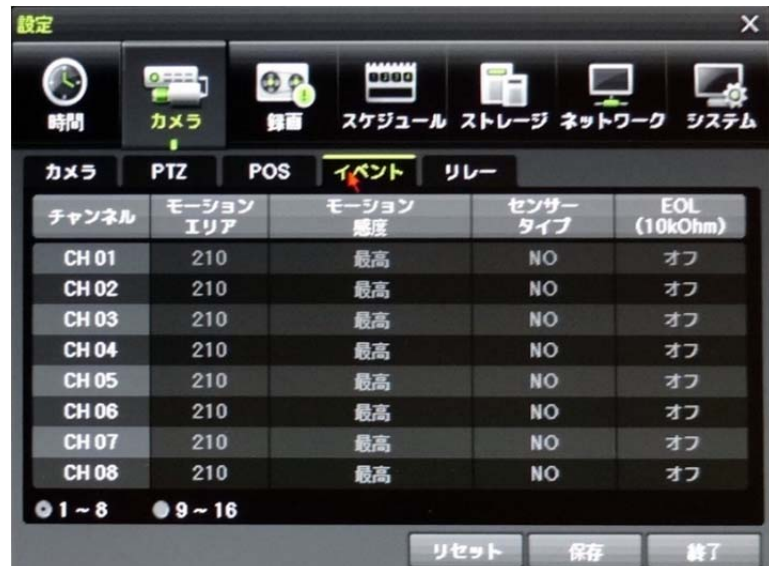 設定 X
時間 カメラ 録画 スケジュール ストレージ ネットワーク システム
カメラ PTZ POS イベント リレー
チャンネル モーションエリア モーション感度 センサータイプ EOL (10kOhm)
CH 01 210 最高 NO オフ
CH 02 210 最高 NO オフ
CH 03 210 最高 NO オフ
CH 04 210 最高 NO オフ
CH 05 210 最高 NO オフ
CH 06 210 最高 NO オフ
CH 07 210 最高 NO オフ
CH 08 210 最高 NO オフ
1 ~ 8 9 ~ 16
リセット 保存 終了